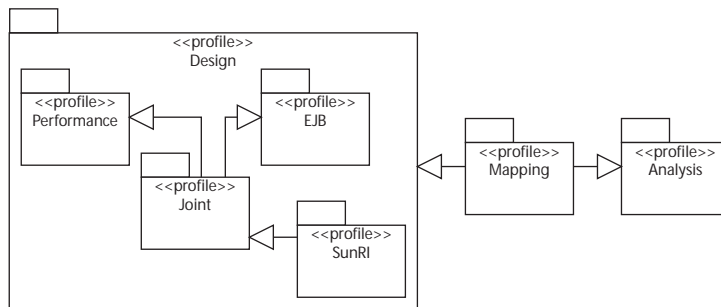 <<profile>>
Design
<<profile>>
Performance
<<profile>>
EJB
<<profile>>
Mapping
<<profile>>
Analysis
<<profile>>
Joint
<<profile>>
SunRI